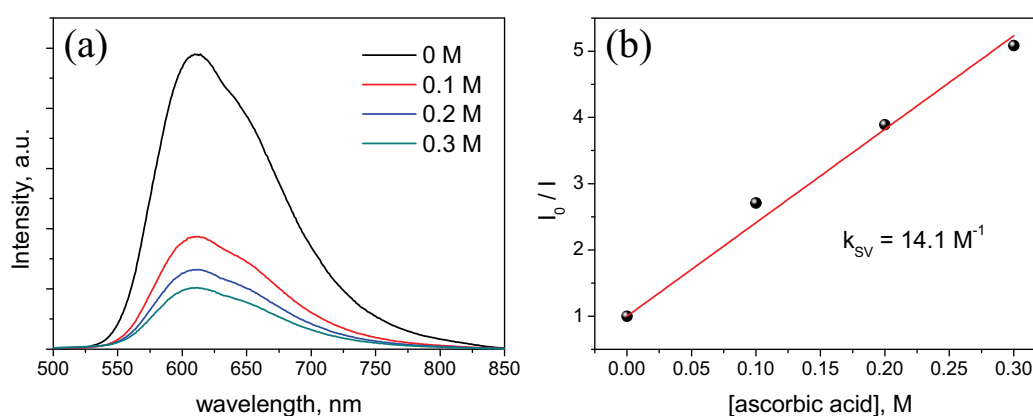 (a)
0 M
0.1 M
0.2 M
0.3 M
Intensity, a.u.
500 550 600 650 700 750 800 850
wavelength, nm
(b)
5
4
3
2
1
I₀ / I
k_SV = 14.1 M⁻¹
0.00 0.05 0.10 0.15 0.20 0.25 0.30
[ascorbic acid], M